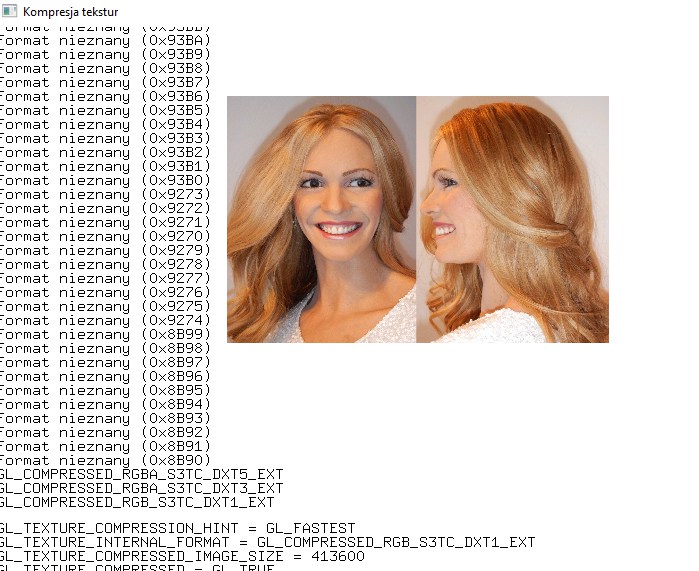 Kompresja tekstur
Format nieznany (0x93BB)
Format nieznany (0x93BA)
Format nieznany (0x93B9)
Format nieznany (0x93B8)
Format nieznany (0x93B7)
Format nieznany (0x93B6)
Format nieznany (0x93B5)
Format nieznany (0x93B4)
Format nieznany (0x93B3)
Format nieznany (0x93B2)
Format nieznany (0x93B1)
Format nieznany (0x93B0)
Format nieznany (0x9273)
Format nieznany (0x9272)
Format nieznany (0x9271)
Format nieznany (0x9270)
Format nieznany (0x9279)
Format nieznany (0x9278)
Format nieznany (0x9277)
Format nieznany (0x9276)
Format nieznany (0x9275)
Format nieznany (0x9274)
Format nieznany (0x8B99)
Format nieznany (0x8B98)
Format nieznany (0x8B97)
Format nieznany (0x8B96)
Format nieznany (0x8B95)
Format nieznany (0x8B94)
Format nieznany (0x8B93)
Format nieznany (0x8B92)
Format nieznany (0x8B91)
Format nieznany (0x8B90)
GL_COMPRESSED_RGBA_S3TC_DXT5_EXT
GL_COMPRESSED_RGBA_S3TC_DXT3_EXT
GL_COMPRESSED_RGB_S3TC_DXT1_EXT
GL_TEXTURE_COMPRESSION_HINT = GL_FASTEST
GL_TEXTURE_INTERNAL_FORMAT = GL_COMPRESSED_RGB_S3TC_DXT1_EXT
GL_TEXTURE_COMPRESSED_IMAGE_SIZE = 413600
GL_TEXTURE_COMPRESSED = GL_TRUE